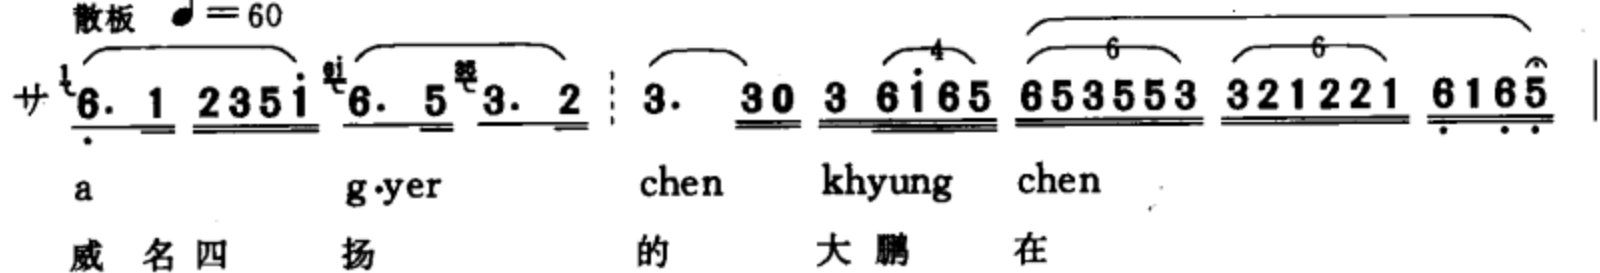 散板 ♩=60
サ 6. 1 2351 6. 5 3. 2 3. 30 3 6165 653553 321221 6165
a g·yer chen khyung chen
威名四 扬 的 大鹏 在